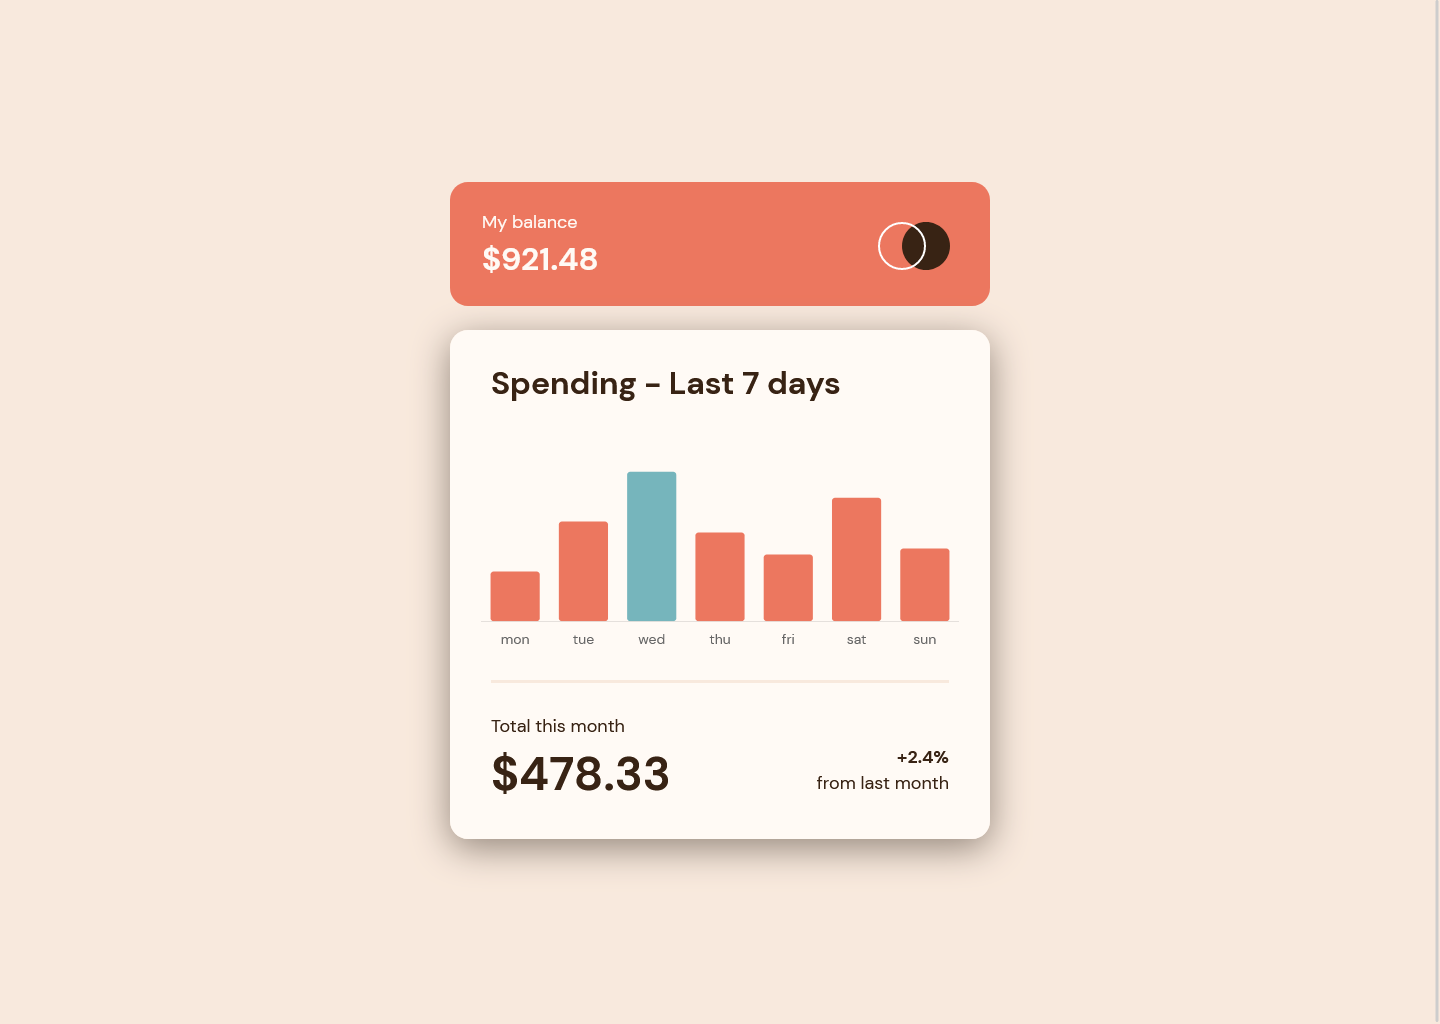 My balance
$921.48
Spending - Last 7 days
mon tue wed thu fri sat sun
Total this month
$478.33
+2.4%
from last month